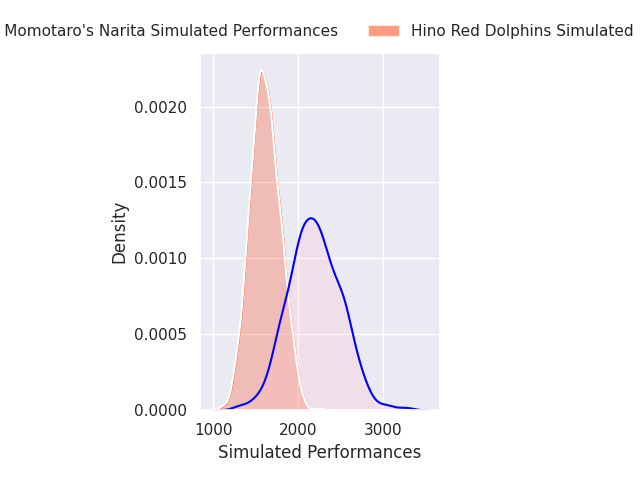 Momotaro's Narita Simulated Performances
Hino Red Dolphins Simulated
0.0020
0.0015
0.0010
0.0005
0.0000
Density
1000 2000 3000
Simulated Performances